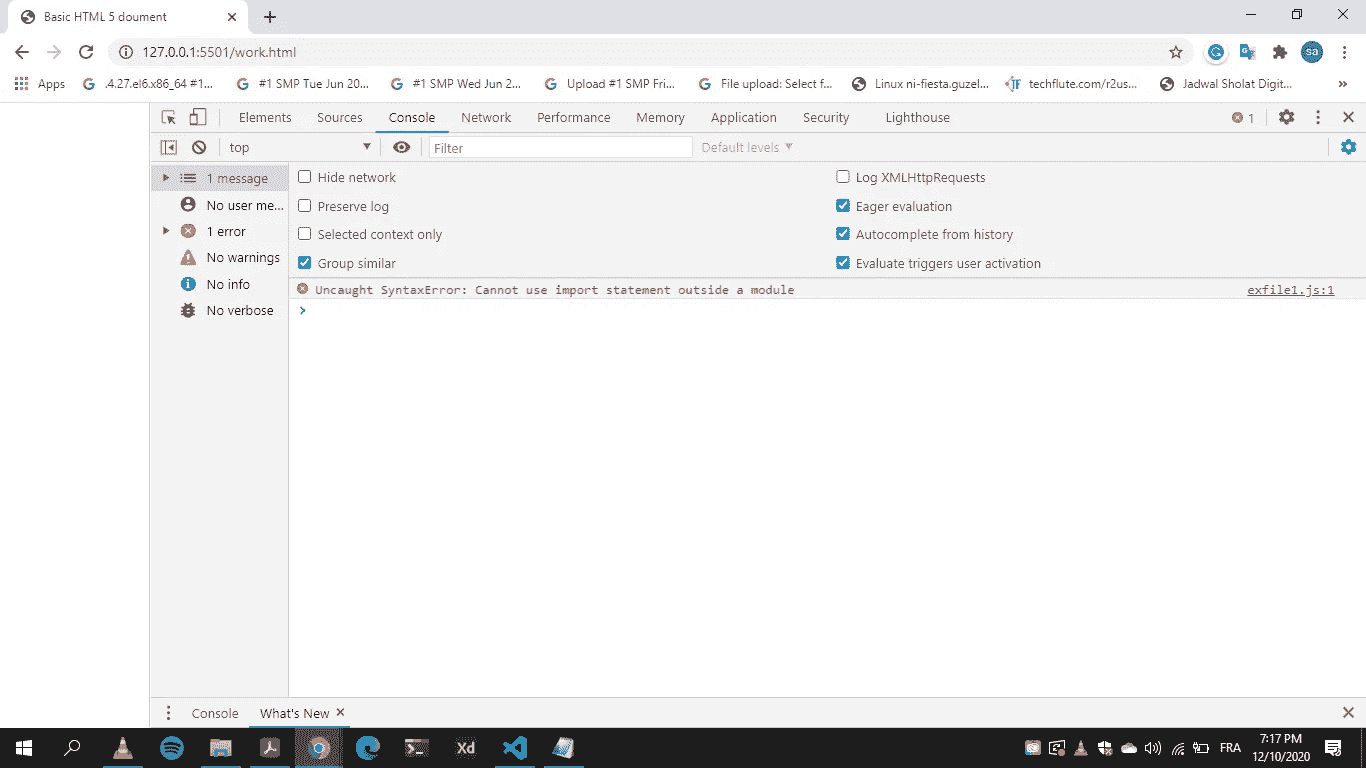 Basic HTML 5 doument
127.0.0.1:5501/work.html
Apps .4.27.el6.x86_64 #1... #1 SMP Tue Jun 20... #1 SMP Wed Jun 2... Upload #1 SMP Fri... File upload: Select f... Linux ni-fiesta.guzel... techflute.com/r2us... Jadwal Sholat Digit... »
Elements Sources Console Network Performance Memory Application Security Lighthouse 1
top Filter Default levels
1 message
No user me...
1 error
No warnings
No info
No verbose
Hide network Log XMLHttpRequests
Preserve log Eager evaluation
Selected context only Autocomplete from history
Group similar Evaluate triggers user activation
Uncaught SyntaxError: Cannot use import statement outside a module exfile1.js:1
>
Console What's New
Xd FRA 7:17 PM
12/10/2020